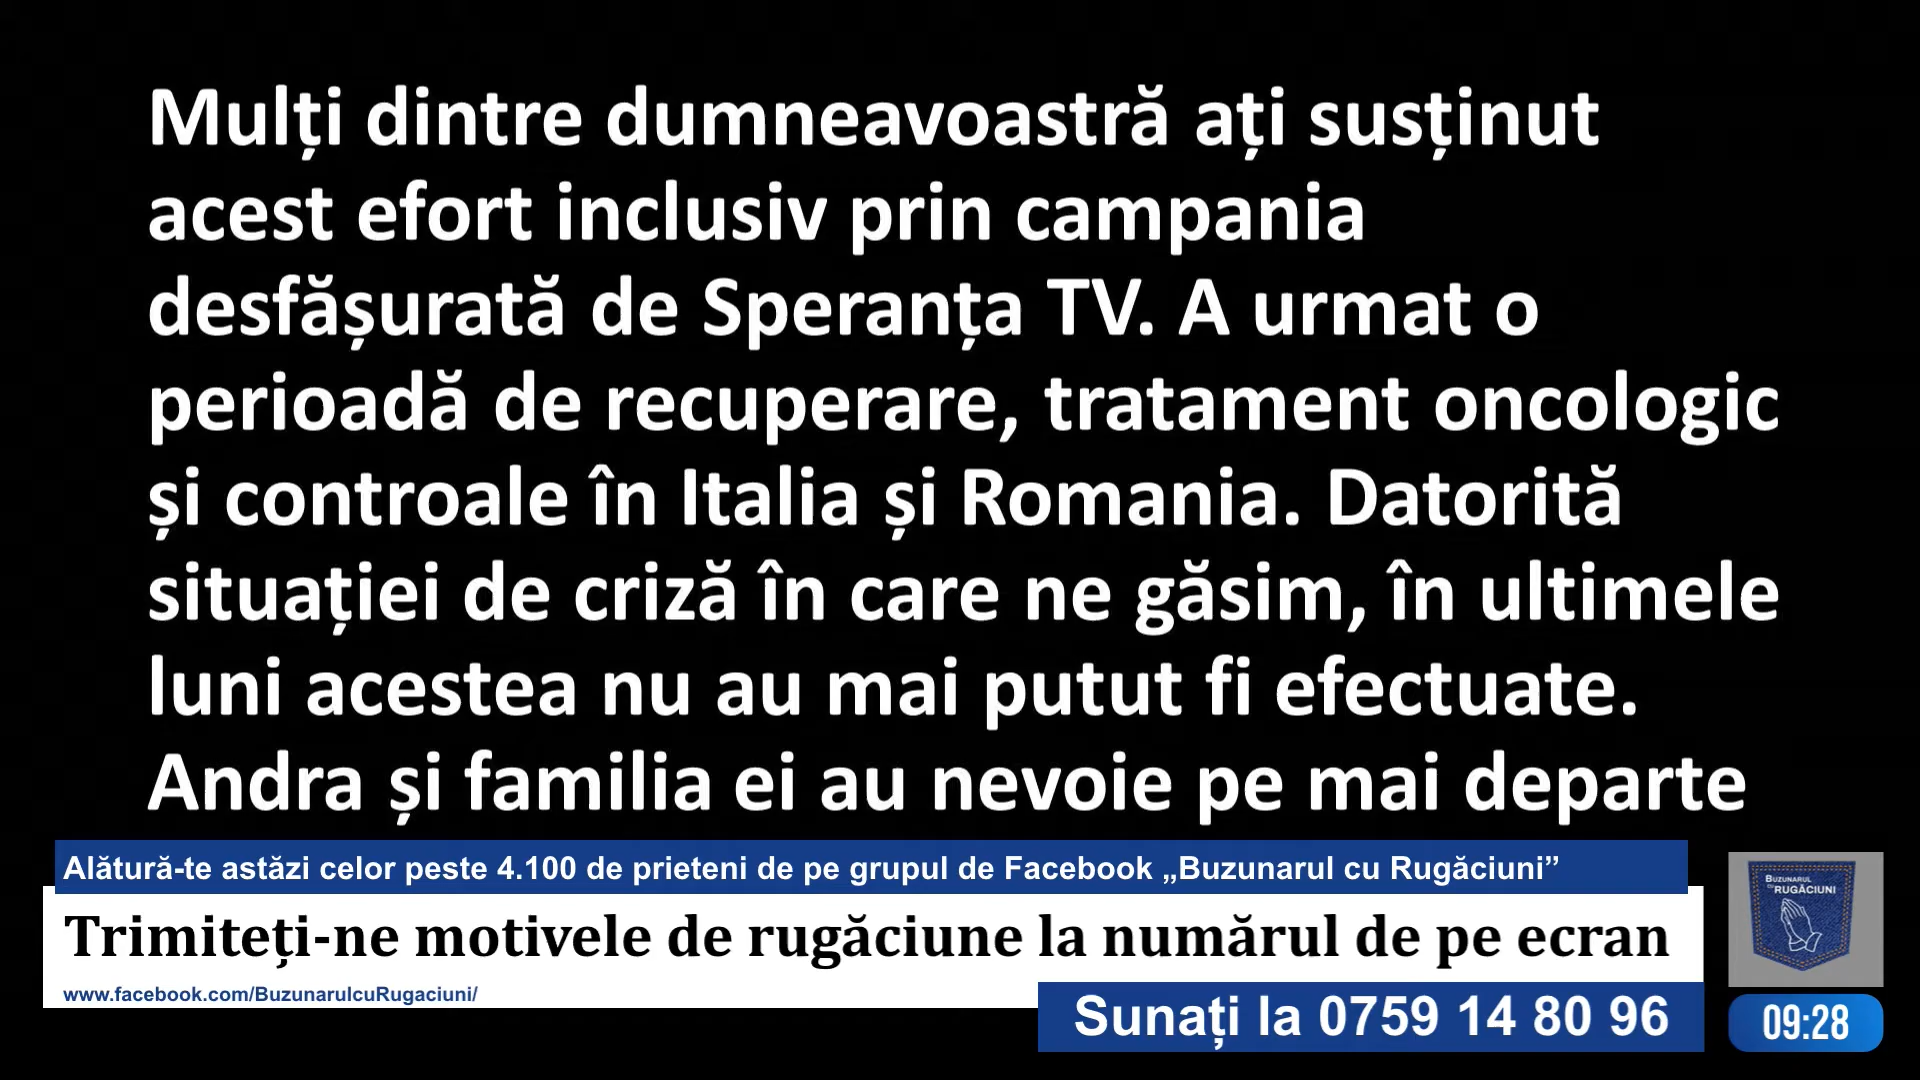 Mulți dintre dumneavoastră ați susținut
acest efort inclusiv prin campania
desfășurată de Speranța TV. A urmat o
perioadă de recuperare, tratament oncologic
și controale în Italia și Romania. Datorită
situației de criză în care ne găsim, în ultimele
luni acestea nu au mai putut fi efectuate.
Andra și familia ei au nevoie pe mai departe
Alătură-te astăzi celor peste 4.100 de prieteni de pe grupul de Facebook „Buzunarul cu Rugăciuni”
Trimiteți-ne motivele de rugăciune la numărul de pe ecran
www.facebook.com/BuzunarulcuRugaciuni/
Sunați la 0759 14 80 96
BUZUNARUL
CU RUGĂCIUNI
09:28